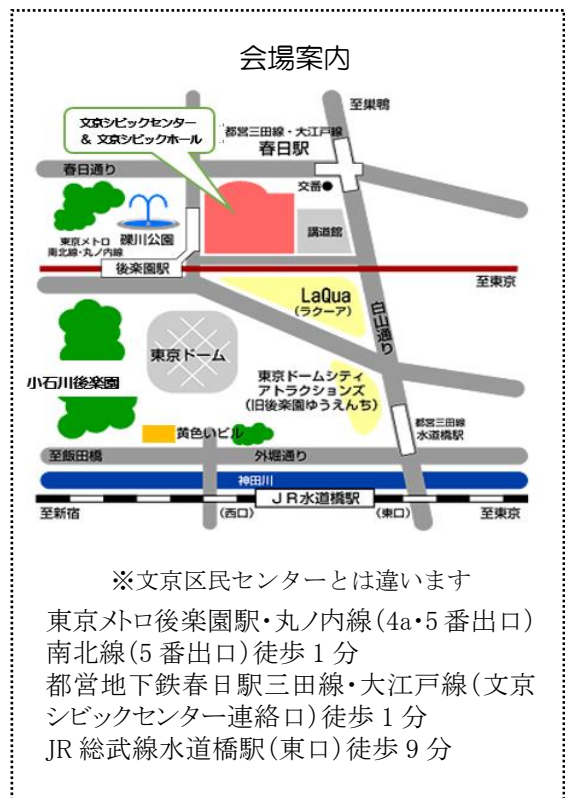 会場案内
至巣鴨
文京シビックセンター
& 文京シビックホール
都営三田線・大江戸線
春日駅
春日通り
交番●
礫川公園
講道館
東京メトロ
南北線・丸ノ内線
後楽園駅
至東京
LaQua
(ラクーア)
白山通り
東京ドーム
小石川後楽園
東京ドームシティ
アトラクションズ
(旧後楽園ゆうえんち)
都営三田線
水道橋駅
黄色いビル
至飯田橋
外堀通り
神田川
JR水道橋駅
至新宿
(西口)
(東口)
至東京
※文京区民センターとは違います
東京メトロ後楽園駅・丸ノ内線(4a・5番出口)
南北線(5番出口)徒歩1分
都営地下鉄春日駅三田線・大江戸線(文京
シビックセンター連絡口)徒歩1分
JR総武線水道橋駅(東口)徒歩9分